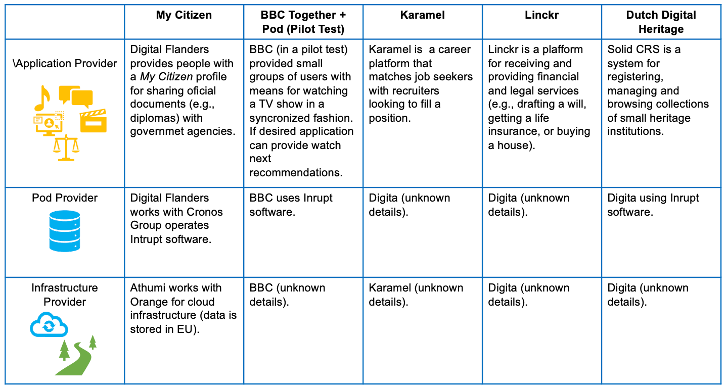 My Citizen
BBC Together +
Pod (Pilot Test)
Karamel
Linckr
Dutch Digital
Heritage
\Application Provider
Digital Flanders
provides people with
a My Citizen profile
for sharing oficial
documents (e.g.,
diplomas) with
governmet agencies.
BBC (in a pilot test)
provided small
groups of users with
means for watching
a TV show in a
syncronized fashion.
If desired application
can provide watch
next
recommendations.
Karamel is a career
platform that
matches job seekers
with recruiters
looking to fill a
position.
Linckr is a plafform
for receiving and
providing financial
and legal services
(e.g., drafting a will,
getting a life
insurance, or buying
a house).
Solid CRS is a
system for
registering,
managing and
browsing collections
of small heritage
institutions.
Pod Provider
Digital Flanders
works with Cronos
Group operates
Intrupt software.
BBC uses Inrupt
software.
Digita (unknown
details).
Digita (unknown
details).
Digita using Inrupt
software.
Infrastructure
Provider
Athumi works with
Orange for cloud
infrastructure (data is
stored in EU).
BBC (unknown
details).
Karamel (unknown
details).
Digita (unknown
details).
Digita (unknown
details).